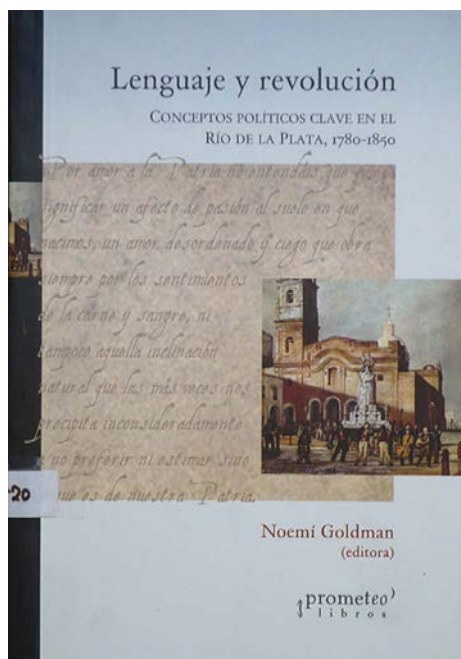 Lenguaje y revolución
CONCEPTOS POLÍTICOS CLAVE EN EL
RÍO DE LA PLATA, 1780-1850
Por amor a la Patria no entendáis que
significar un afecto de pasión al suelo en que
nacimos, un amor desordenado y ciego que obra
siempre por los sentimientos
de la carne y sangre, ni
tampoco aquella inclinación
natural que las más veces nos
precipita inconsideradamente
a no preferir ni estimar sino
que es de nuestra Patria.
20
Noemí Goldman
(editora)
prometeo
libros